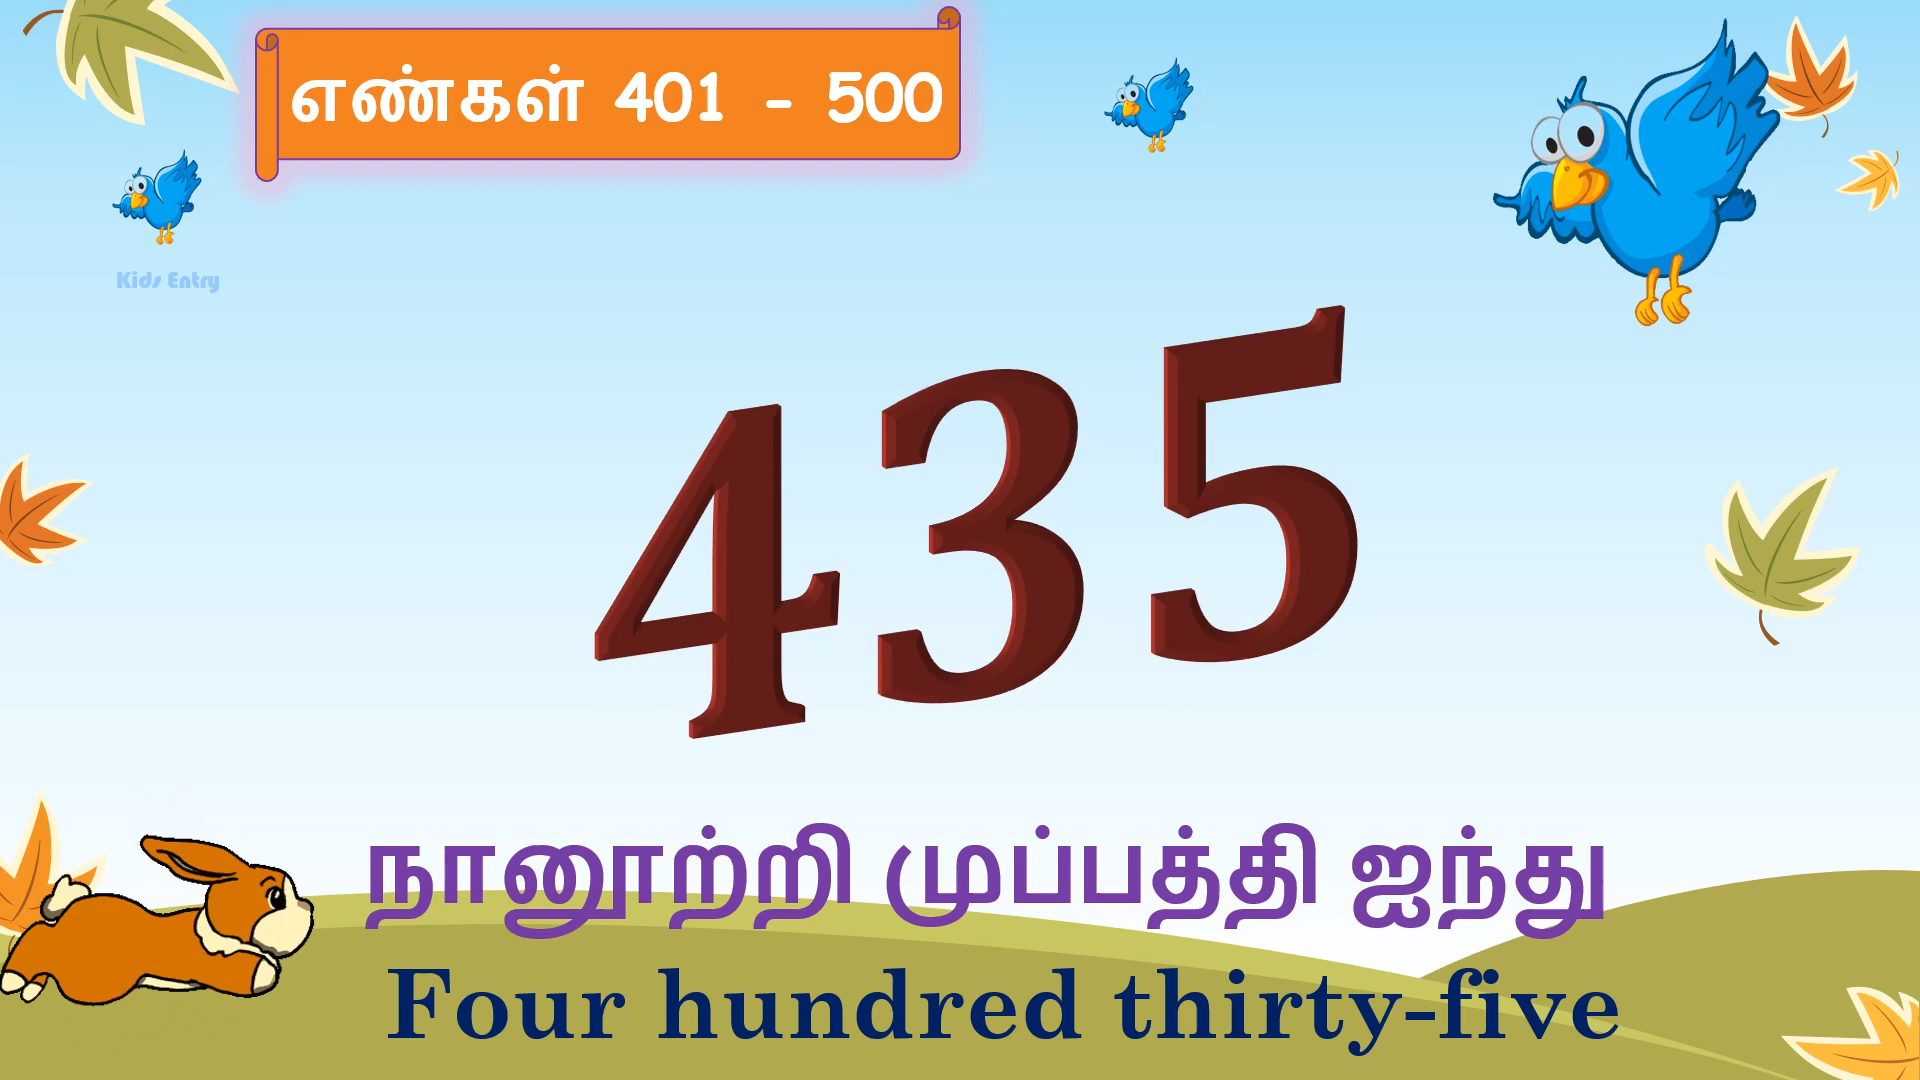 எண்கள் 401 - 500
Kids Entry
435
நானூற்றி முப்பத்தி ஐந்து
Four hundred thirty-five